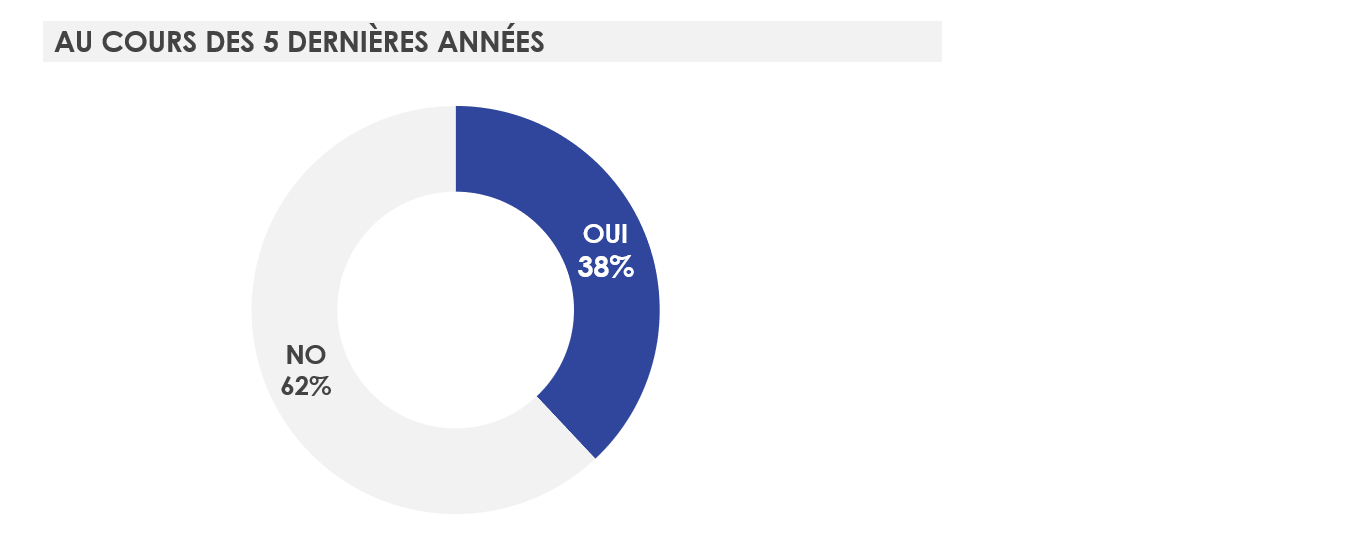 AU COURS DES 5 DERNIÈRES ANNÉES
OUI
38%
NO
62%